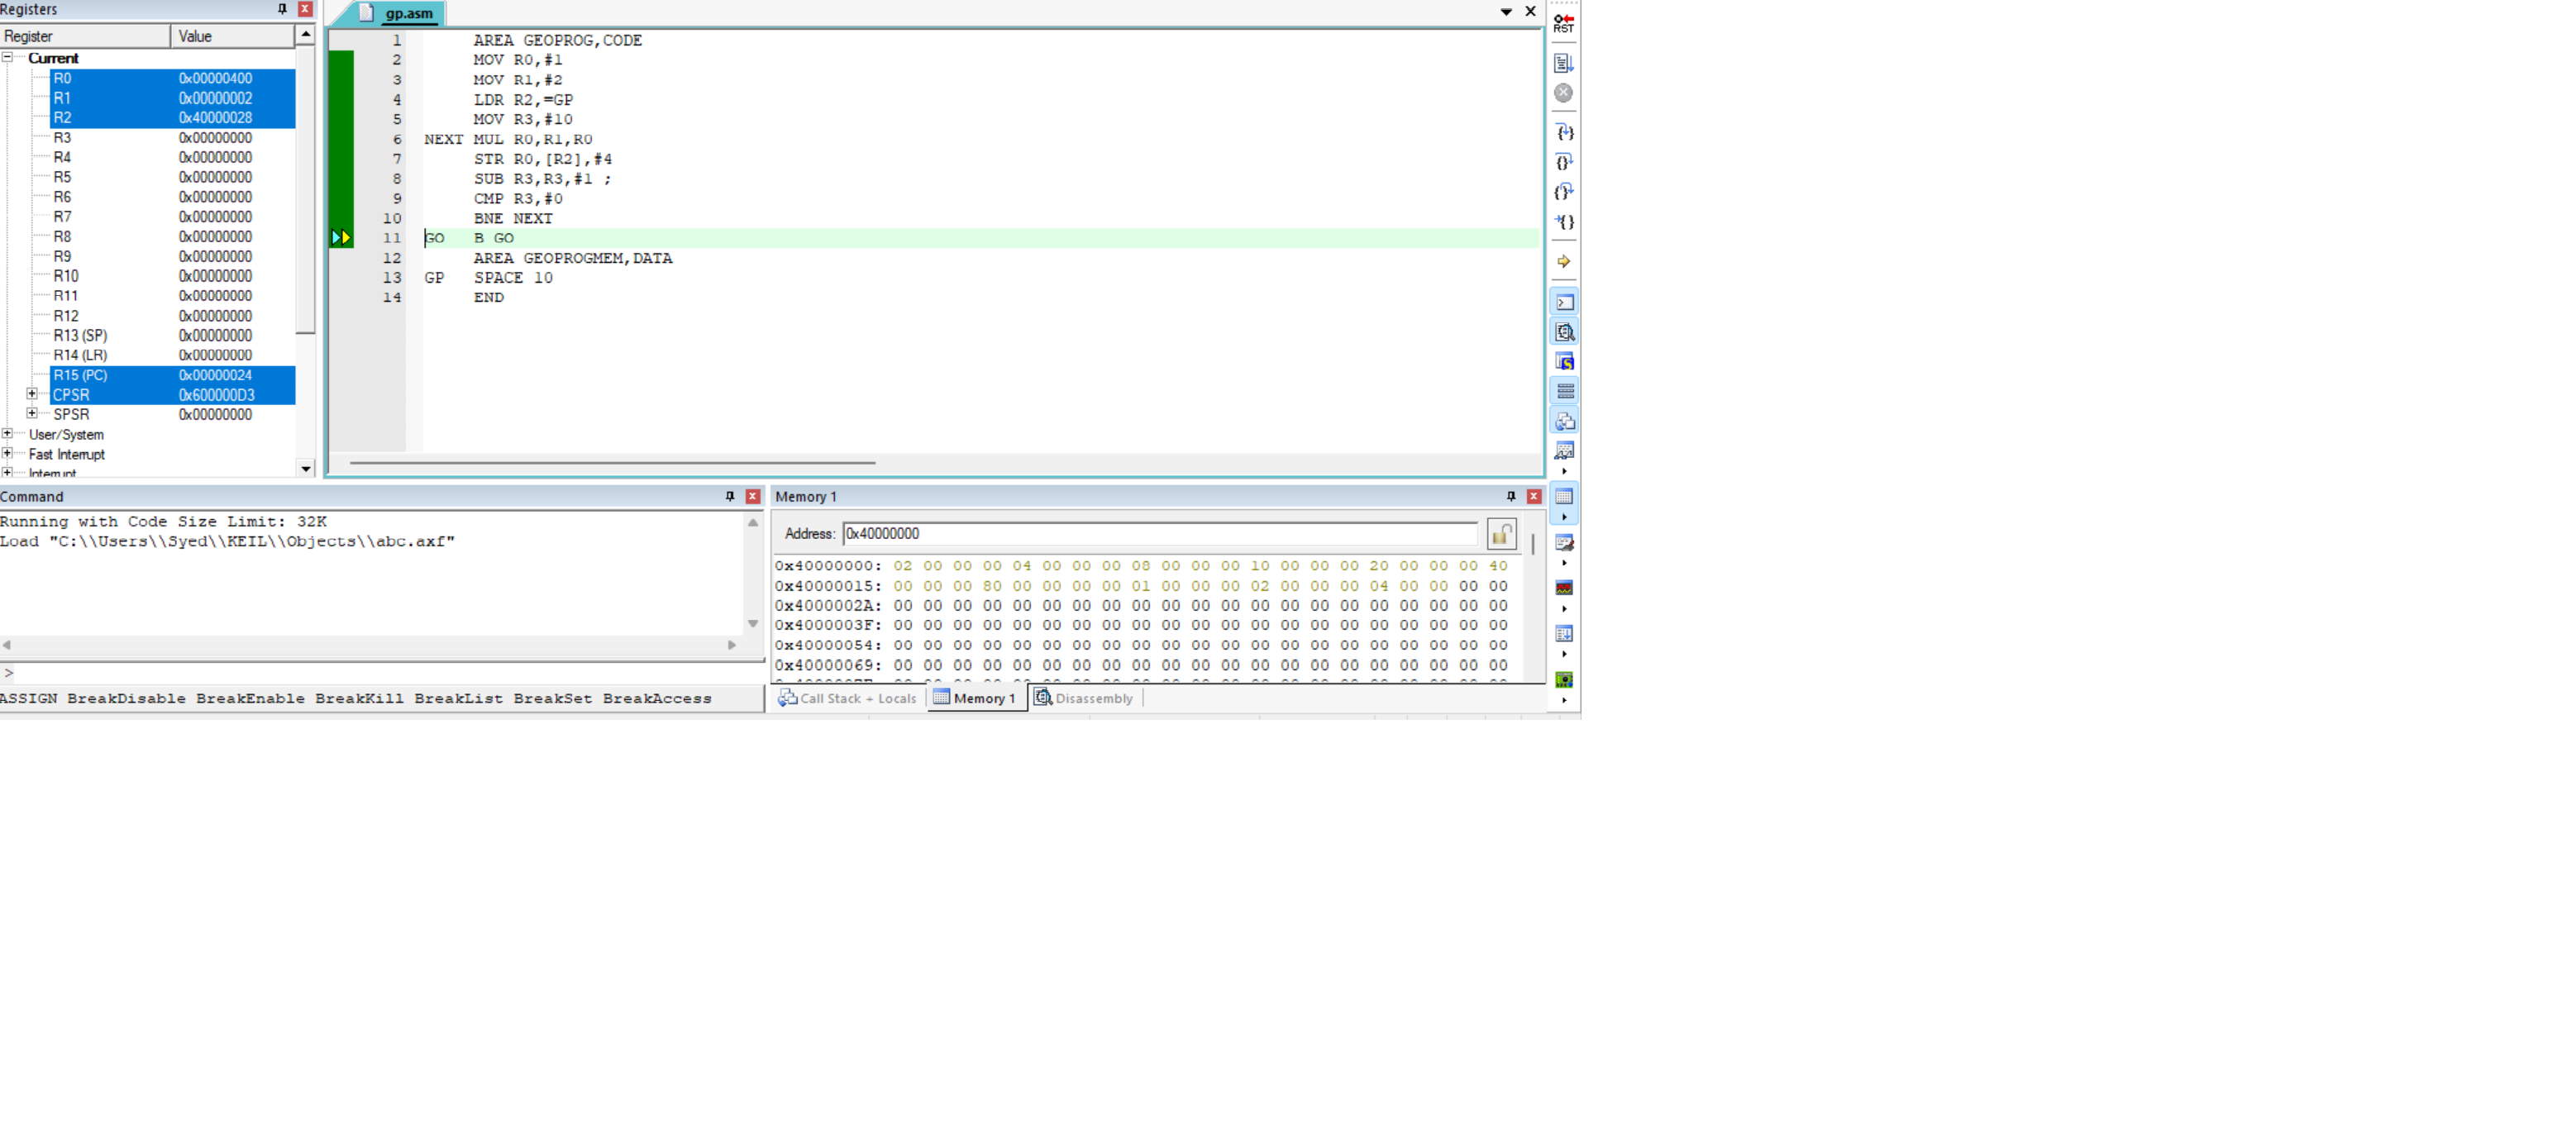 Registers
Register Value
Current
R0 0x00000400
R1 0x00000002
R2 0x40000028
R3 0x00000000
R4 0x00000000
R5 0x00000000
R6 0x00000000
R7 0x00000000
R8 0x00000000
R9 0x00000000
R10 0x00000000
R11 0x00000000
R12 0x00000000
R13 (SP) 0x00000000
R14 (LR) 0x00000000
R15 (PC) 0x00000024
CPSR 0x600000D3
SPSR 0x00000000
User/System
Fast Interrupt
Interrupt
gp.asm
1 AREA GEOPROG,CODE
2 MOV R0,#1
3 MOV R1,#2
4 LDR R2,=GP
5 MOV R3,#10
6 NEXT MUL R0,R1,R0
7 STR R0,[R2],#4
8 SUB R3,R3,#1 ;
9 CMP R3,#0
10 BNE NEXT
11 GO B GO
12 AREA GEOPROGMEM,DATA
13 GP SPACE 10
14 END
RST
Command
Running with Code Size Limit: 32K
Load "C:\\Users\\Syed\\KEIL\\Objects\\abc.axf"
>
ASSIGN BreakDisable BreakEnable BreakKill BreakList BreakSet BreakAccess
Memory 1
Address: 0x40000000
0x40000000: 02 00 00 00 04 00 00 00 08 00 00 00 10 00 00 00 20 00 00 00 40
0x40000015: 00 00 00 80 00 00 00 00 01 00 00 00 02 00 00 00 04 00 00 00 00
0x4000002A: 00 00 00 00 00 00 00 00 00 00 00 00 00 00 00 00 00 00 00 00 00
0x4000003F: 00 00 00 00 00 00 00 00 00 00 00 00 00 00 00 00 00 00 00 00 00
0x40000054: 00 00 00 00 00 00 00 00 00 00 00 00 00 00 00 00 00 00 00 00 00
0x40000069: 00 00 00 00 00 00 00 00 00 00 00 00 00 00 00 00 00 00 00 00 00
Call Stack + Locals Memory 1 Disassembly